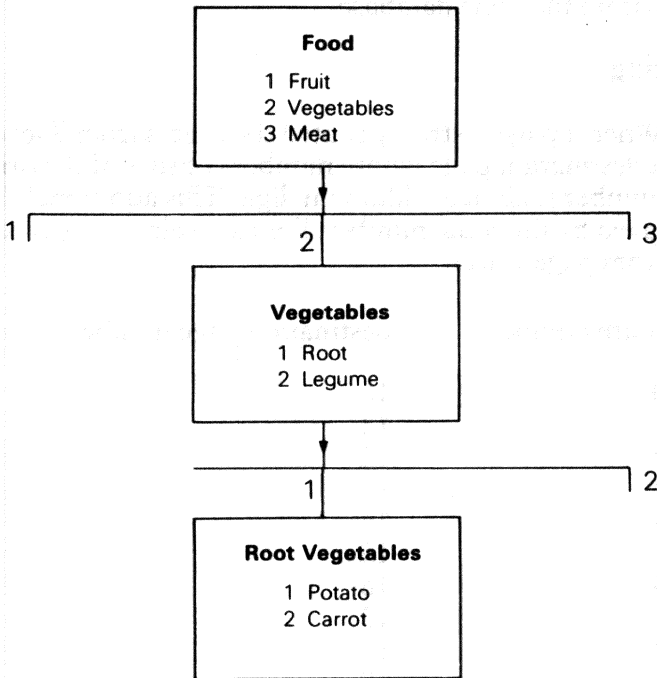 Food
1 Fruit
2 Vegetables
3 Meat
1 2 3
Vegetables
1 Root
2 Legume
1 2
Root Vegetables
1 Potato
2 Carrot